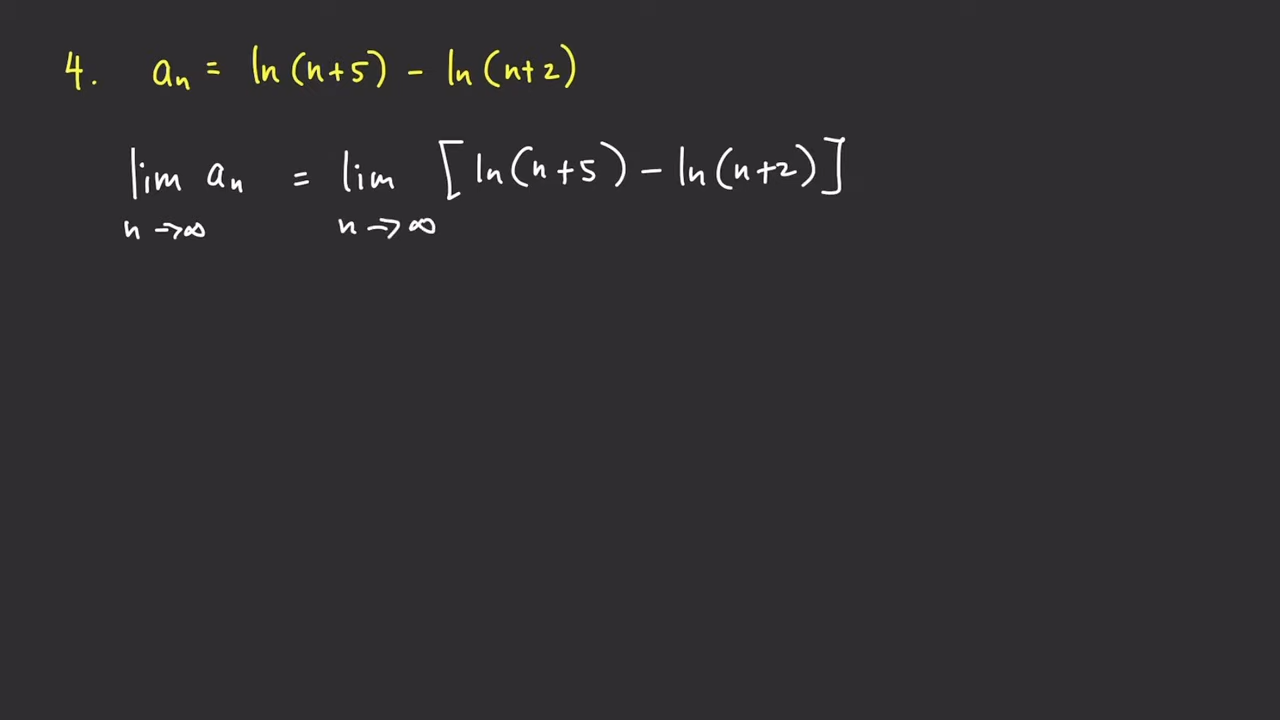 4. aₙ = ln(n+5) - ln(n+2)
lim aₙ = lim [ln(n+5) - ln(n+2)]
n→∞ n→∞